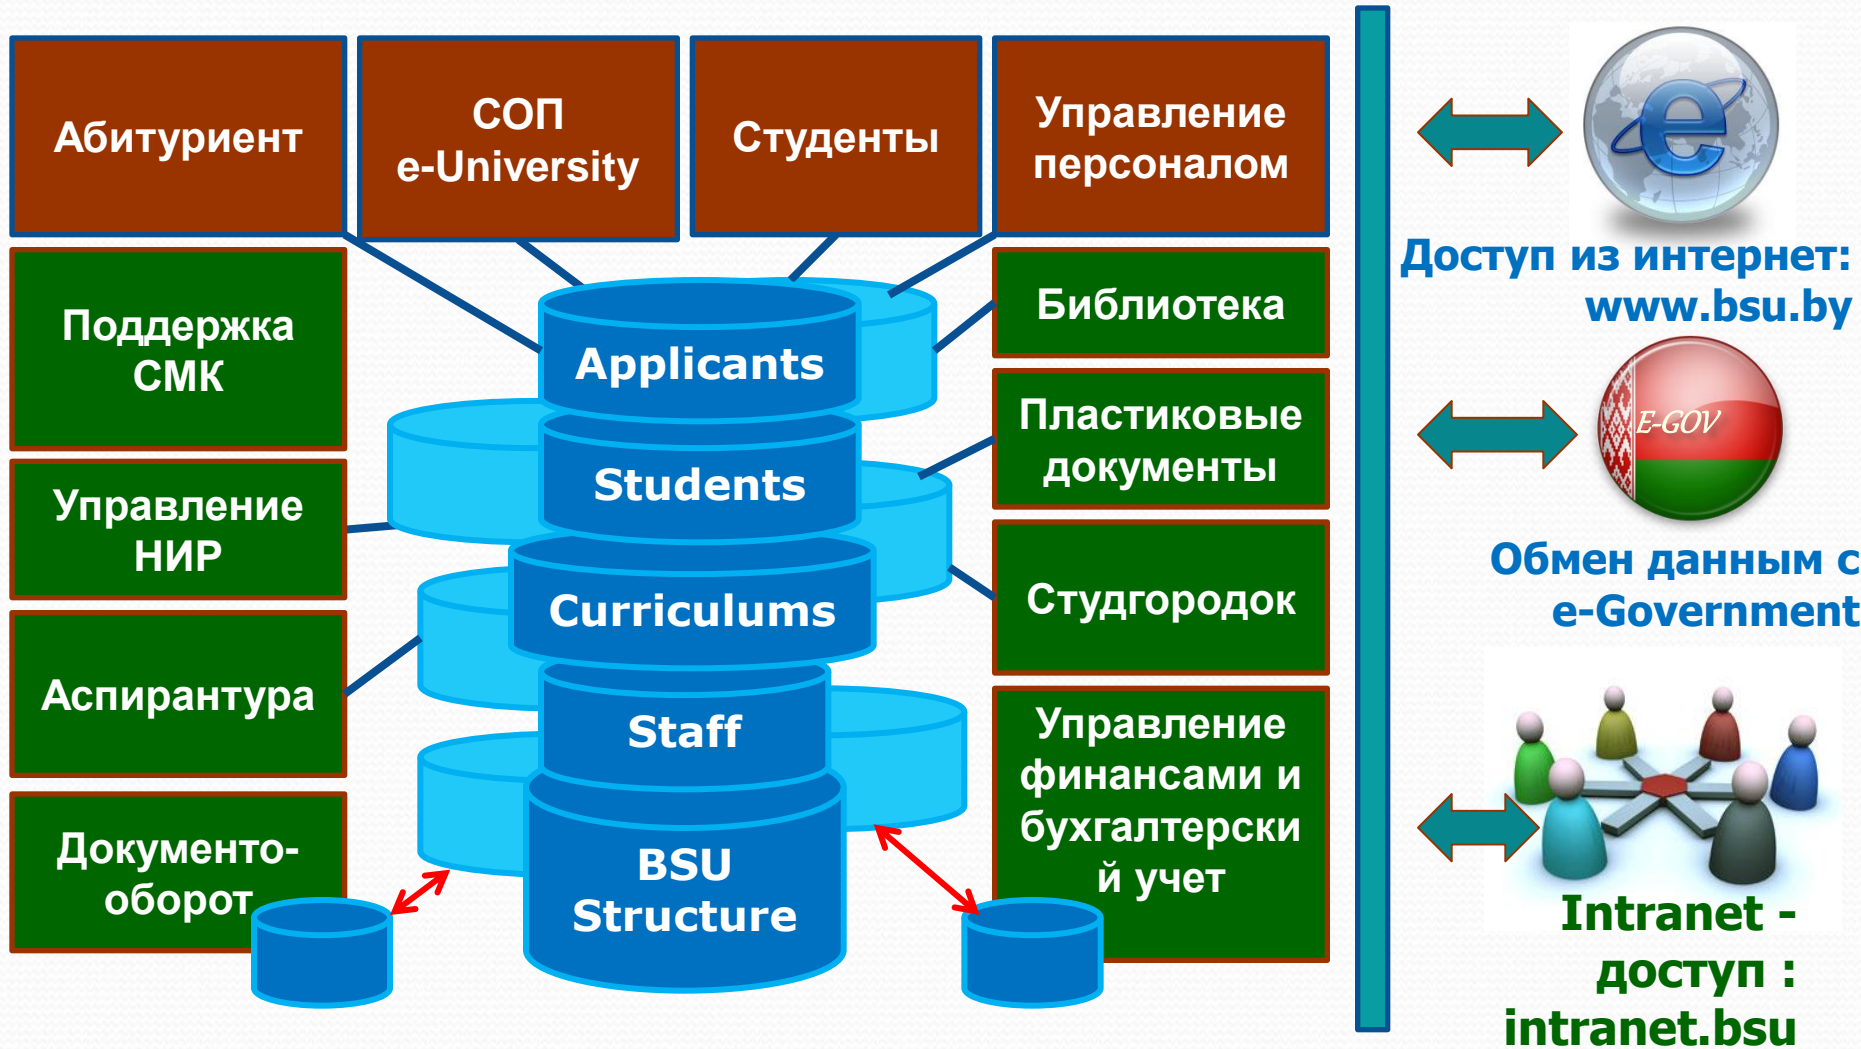 Абитуриент
СОП
e-University
Студенты
Управление
персоналом
Поддержка
СМК
Управление
НИР
Аспирантура
Документо-
оборот
Applicants
Students
Curriculums
Staff
BSU
Structure
Библиотека
Пластиковые
документы
Студгородок
Управление
финансами и
бухгалтерски
й учет
Доступ из интернет:
www.bsu.by
E-GOV
Обмен данным с
e-Government
Intranet -
доступ :
intranet.bsu